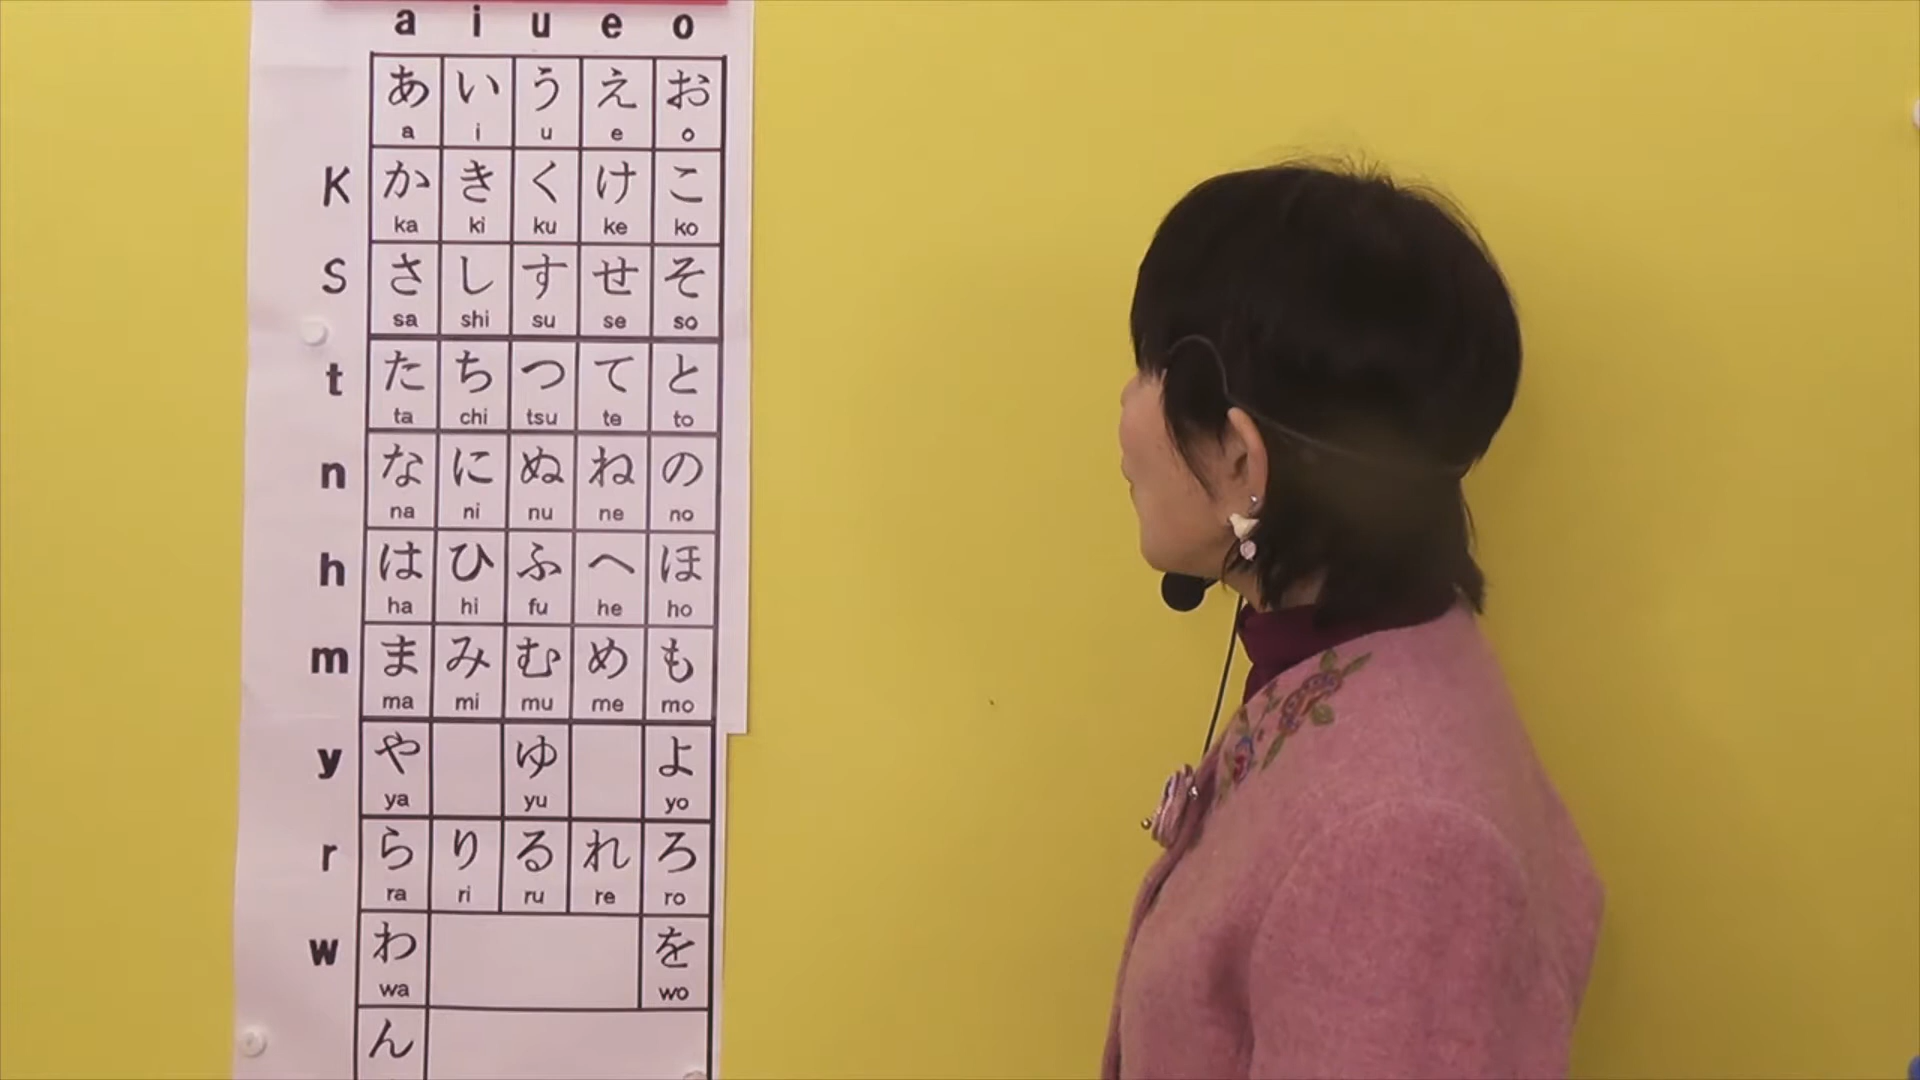 a i u e o
あ い う え お
a i u e o
K か き く け こ
ka ki ku ke ko
S さ し す せ そ
sa shi su se so
t た ち つ て と
ta chi tsu te to
n な に ぬ ね の
na ni nu ne no
h は ひ ふ へ ほ
ha hi fu he ho
m ま み む め も
ma mi mu me mo
y や ゆ よ
ya yu yo
r ら り る れ ろ
ra ri ru re ro
w わ を
wa wo
ん